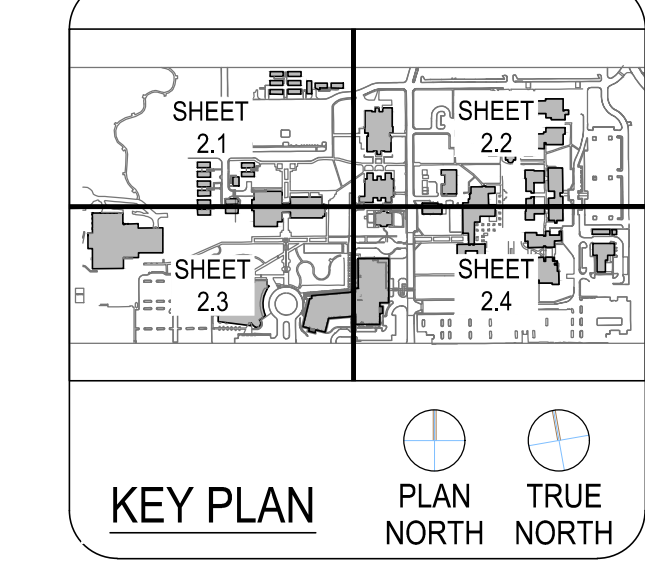 SHEET
2.1
SHEET
2.2
SHEET
2.3
SHEET
2.4
KEY PLAN
PLAN
NORTH
TRUE
NORTH